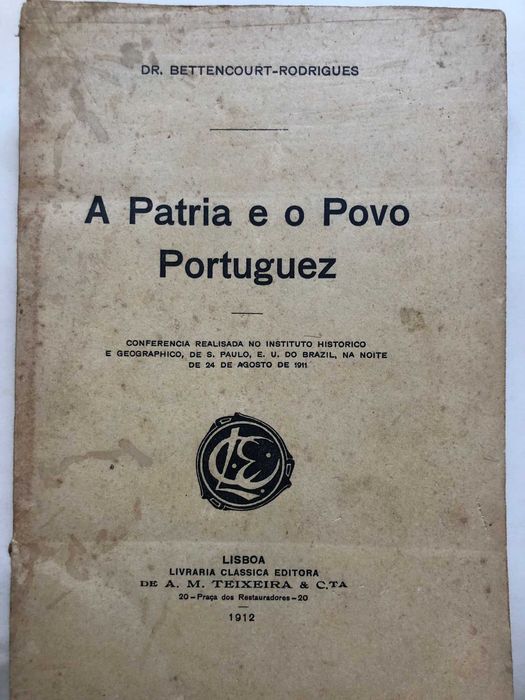 DR. BETTENCOURT-RODRIGUES
A Patria e o Povo
Portuguez
CONFERENCIA REALISADA NO INSTITUTO HISTORICO
E GEOGRAPHICO, DE S. PAULO, E. U. DO BRAZIL, NA NOITE
DE 24 DE AGOSTO DE 1911
LCE
LISBOA
LIVRARIA CLASSICA EDITORA
DE A. M. TEIXEIRA & C.TA
20—Praça dos Restauradores—20
1912